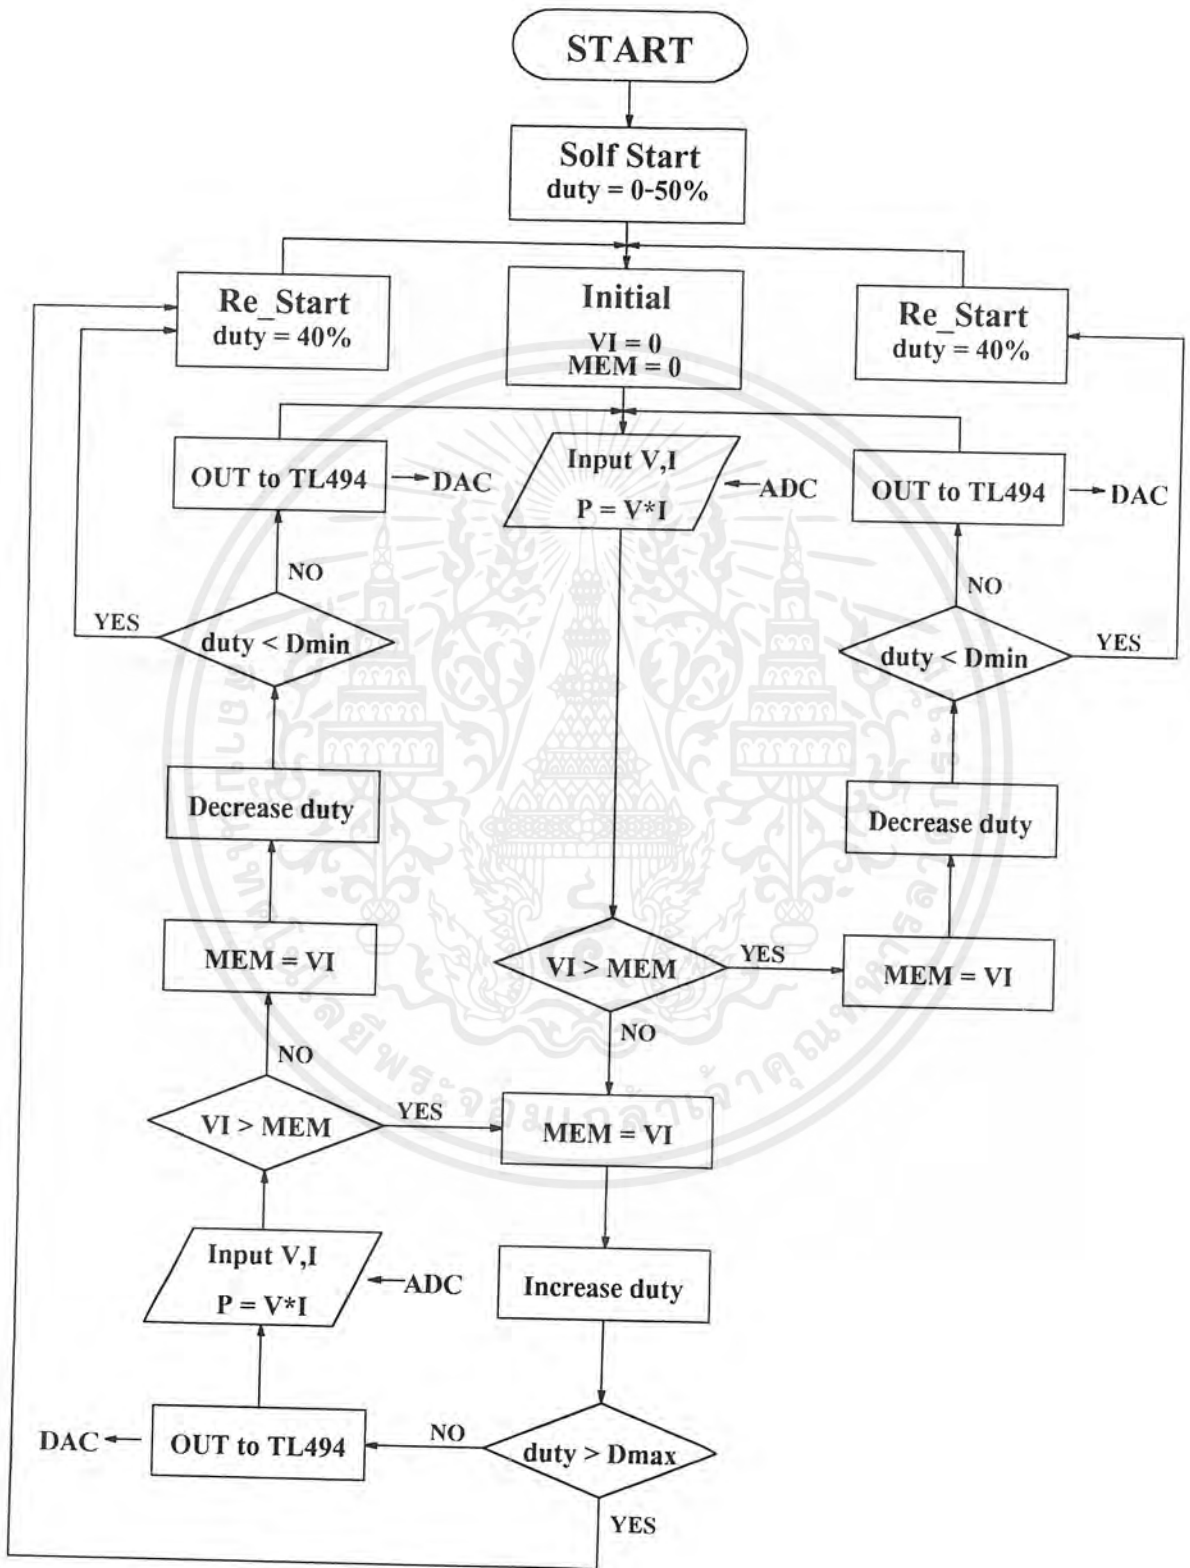 START
Solf Start
duty = 0-50%
Re_Start
duty = 40%
Initial
VI = 0
MEM = 0
Re_Start
duty = 40%
OUT to TL494
DAC
Input V,I
P = V*I
ADC
OUT to TL494
DAC
NO
YES
duty < Dmin
NO
duty < Dmin
YES
Decrease duty
Decrease duty
MEM = VI
VI > MEM
YES
MEM = VI
NO
NO
VI > MEM
YES
MEM = VI
Input V,I
P = V*I
ADC
Increase duty
DAC
OUT to TL494
NO
duty > Dmax
YES